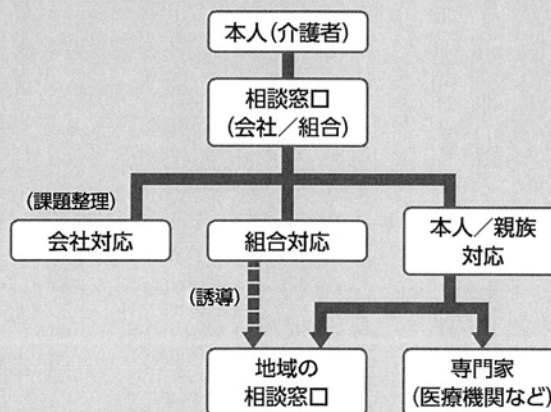 本人(介護者)
相談窓口
(会社/組合)
(課題整理)
会社対応
組合対応
本人/親族
対応
(誘導)
地域の
相談窓口
専門家
(医療機関など)